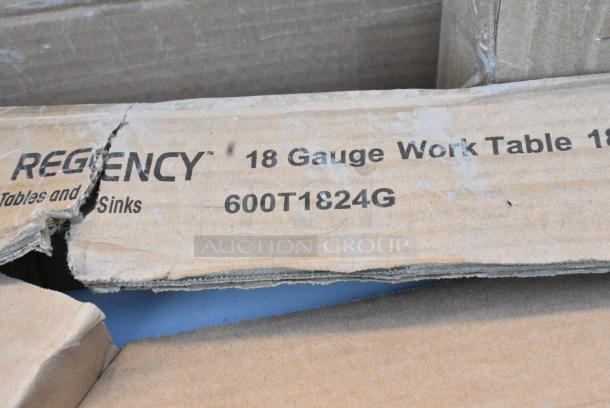 REGENCY™ 18 Gauge Work Table 18
Tables and Sinks 600T1824G
AUCTION GROUP